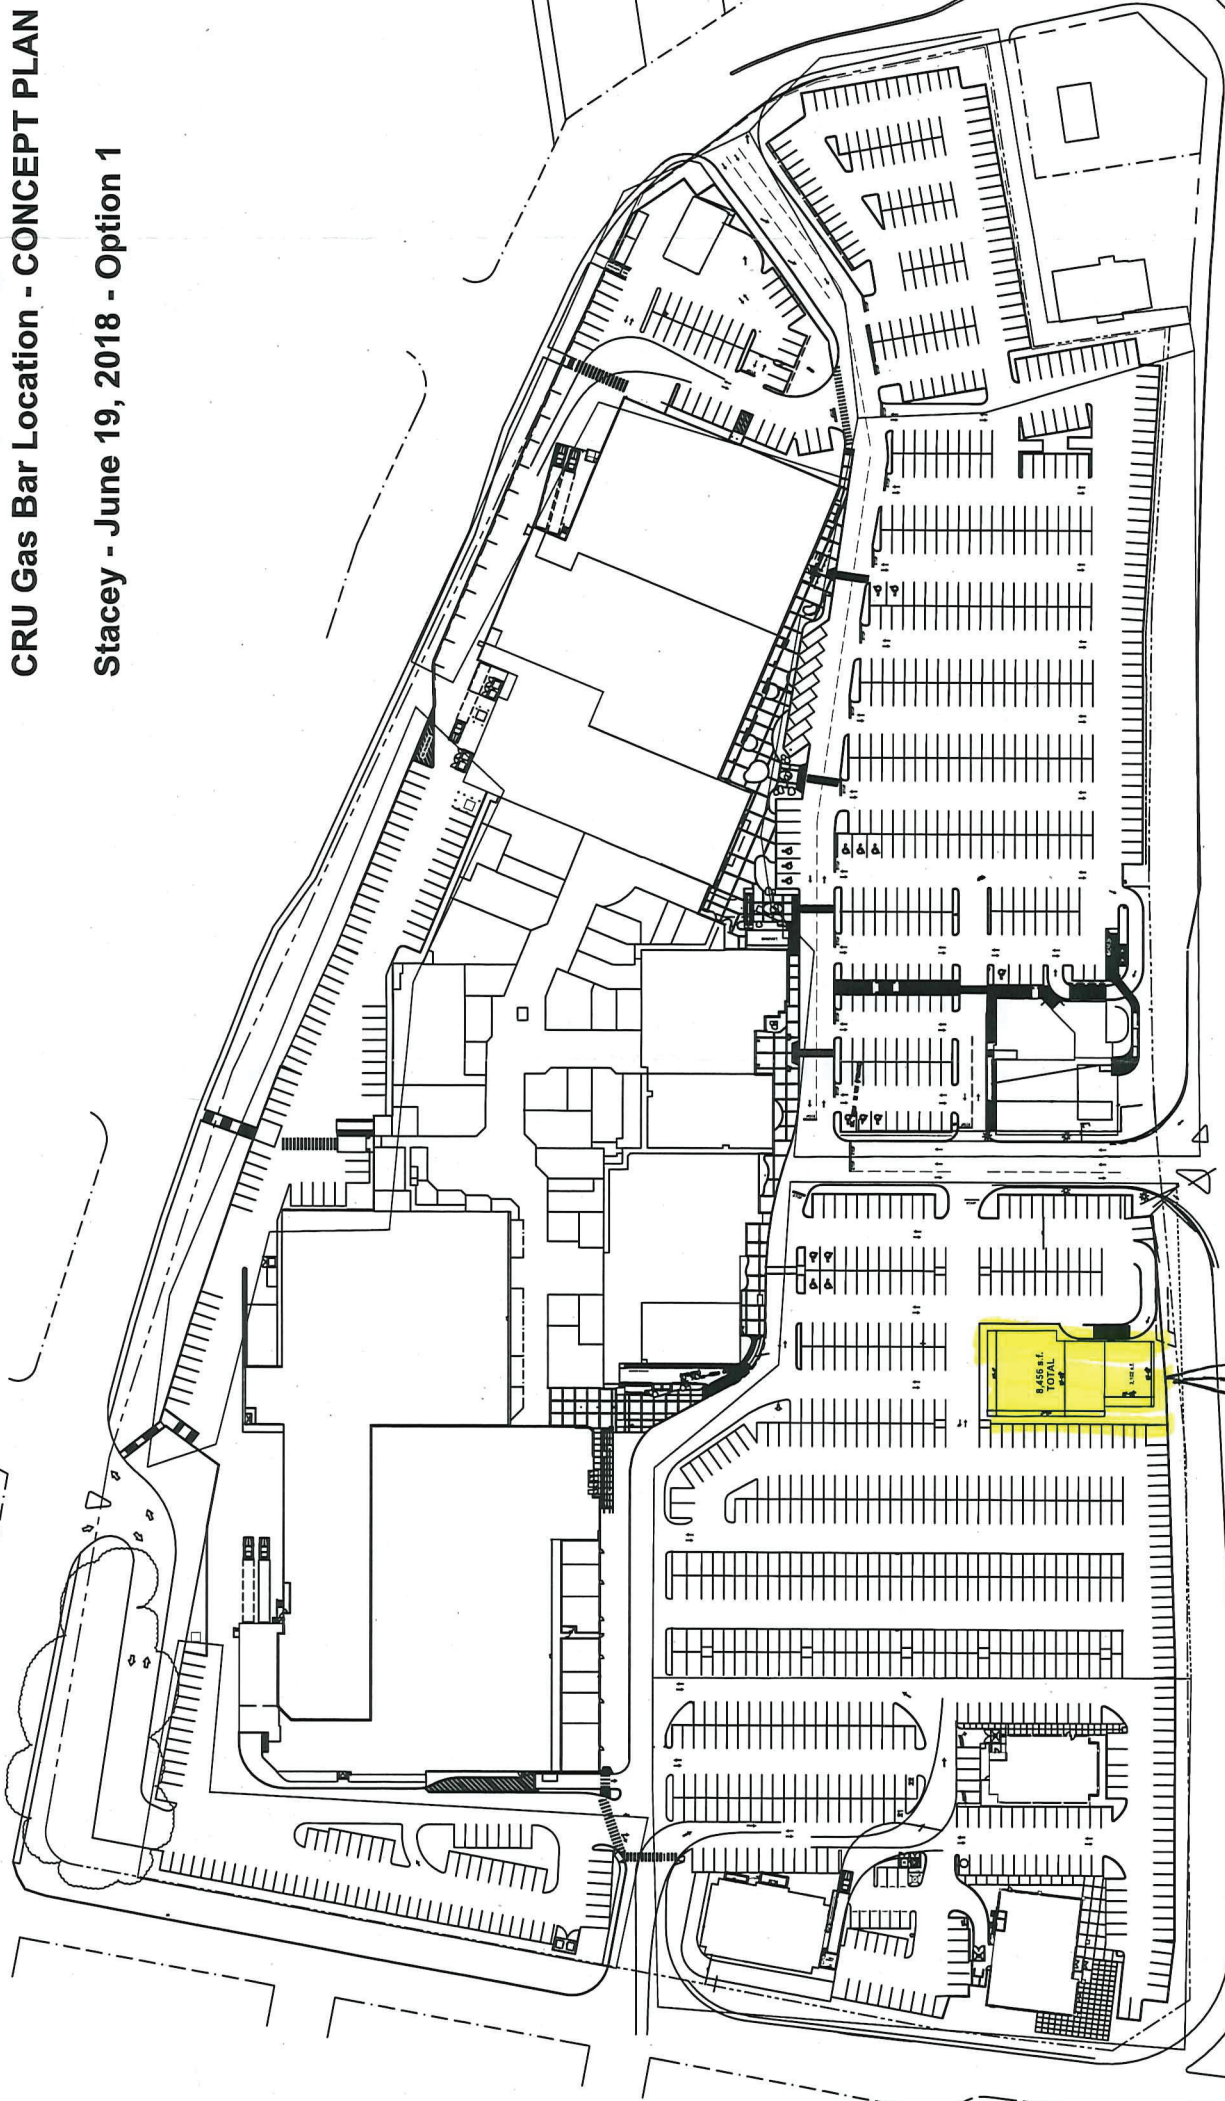 CRU Gas Bar Location - CONCEPT PLAN
Stacey - June 19, 2018 - Option 1
8,456 s.f.
TOTAL